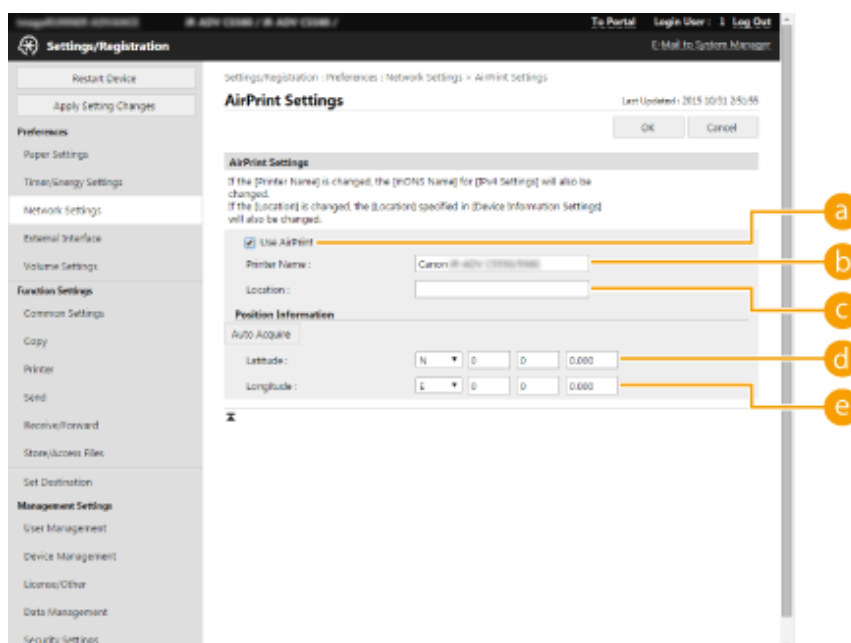 To Portal Login User : 1 Log Out
Settings/Registration
E-Mail to System Manager
Restart Device
Apply Setting Changes
Preferences
Paper Settings
Timer/Energy Settings
Network Settings
External Interface
Volume Settings
Function Settings
Common Settings
Copy
Printer
Send
Receive/Forward
Store/Access Files
Set Destination
Management Settings
User Management
Device Management
License/Other
Data Management
Security Settings
Settings/Registration : Preferences : Network Settings > AirPrint Settings
AirPrint Settings
Last Updated : 2015 10/31 2:51:55
OK Cancel
AirPrint Settings
If the [Printer Name] is changed, the [mDNS Name] for [IPv4 Settings] will also be
changed.
If the [Location] is changed, the [Location] specified in [Device Information Settings]
will also be changed.
Use AirPrint
Printer Name : Canon
Location :
Position Information
Auto Acquire
Latitude : N 0 0 0.000
Longitude : E 0 0 0.000
a
b
c
d
e